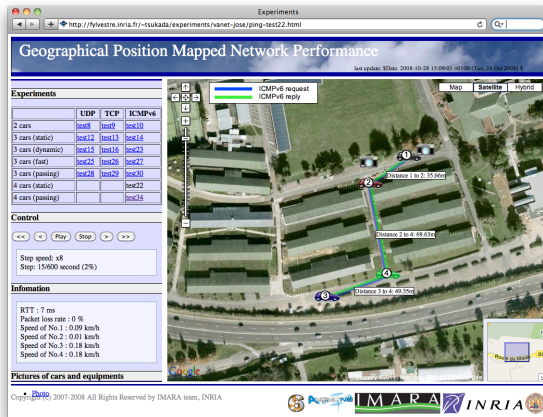 Experiments
http://fylvestre.inria.fr/~tsukada/experiments/vanet-jose/ping-test22.html
Geographical Position Mapped Network Performance
last update: $Date: 2008-10-28 15:09:01 +0100 (Tue, 28 Oct 2008) $
Experiments
UDP TCP ICMPv6
2 cars test8 test9 test10
3 cars (static) test12 test13 test14
3 cars (dynamic) test15 test16 test23
3 cars (fast) test25 test26 test27
3 cars (passing) test28 test29 test30
4 cars (static) test22
4 cars (passing) test34
Control
<< < Play Stop > >>
Stop speed: x8
Step: 15/600 second (2%)
Infomation
RTT : 7 ms
Packet loss rate : 0 %
Speed of No.1 : 0.09 km/h
Speed of No.2 : 0.01 km/h
Speed of No.3 : 0.18 km/h
Speed of No.4 : 0.18 km/h
Pictures of cars and equipments
Photo
ICMPv6 request
ICMPv6 reply
Map Satellite Hybrid
1
2
Distance 1 to 2: 35.66m
Distance 2 to 4: 69.63m
4
3
Distance 3 to 4: 49.35m
Google
Copyright (c) 2007-2008 All Rights Reserved by IMARA team, INRIA
IMARA
INRIA